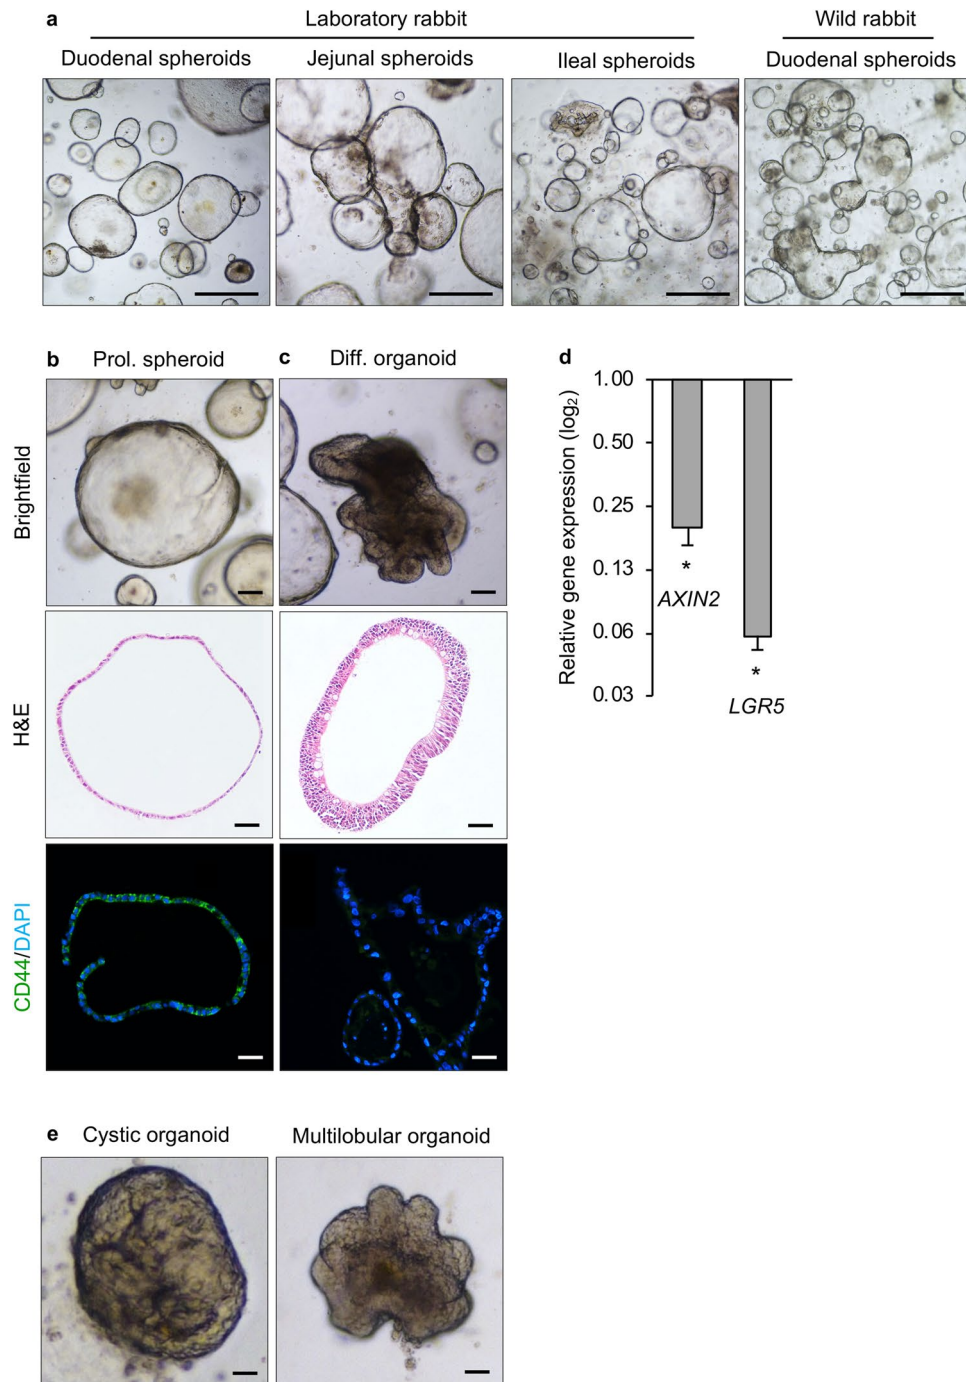 a
Laboratory rabbit
Wild rabbit
Duodenal spheroids
Jejunal spheroids
Ileal spheroids
Duodenal spheroids
b Prol. spheroid
c Diff. organoid
Brightfield
H&E
CD44/DAPI
d
Relative gene expression (log₂)
1.00
0.50
0.25
0.13
0.06
0.03
*
AXIN2
*
LGR5
e Cystic organoid
Multilobular organoid